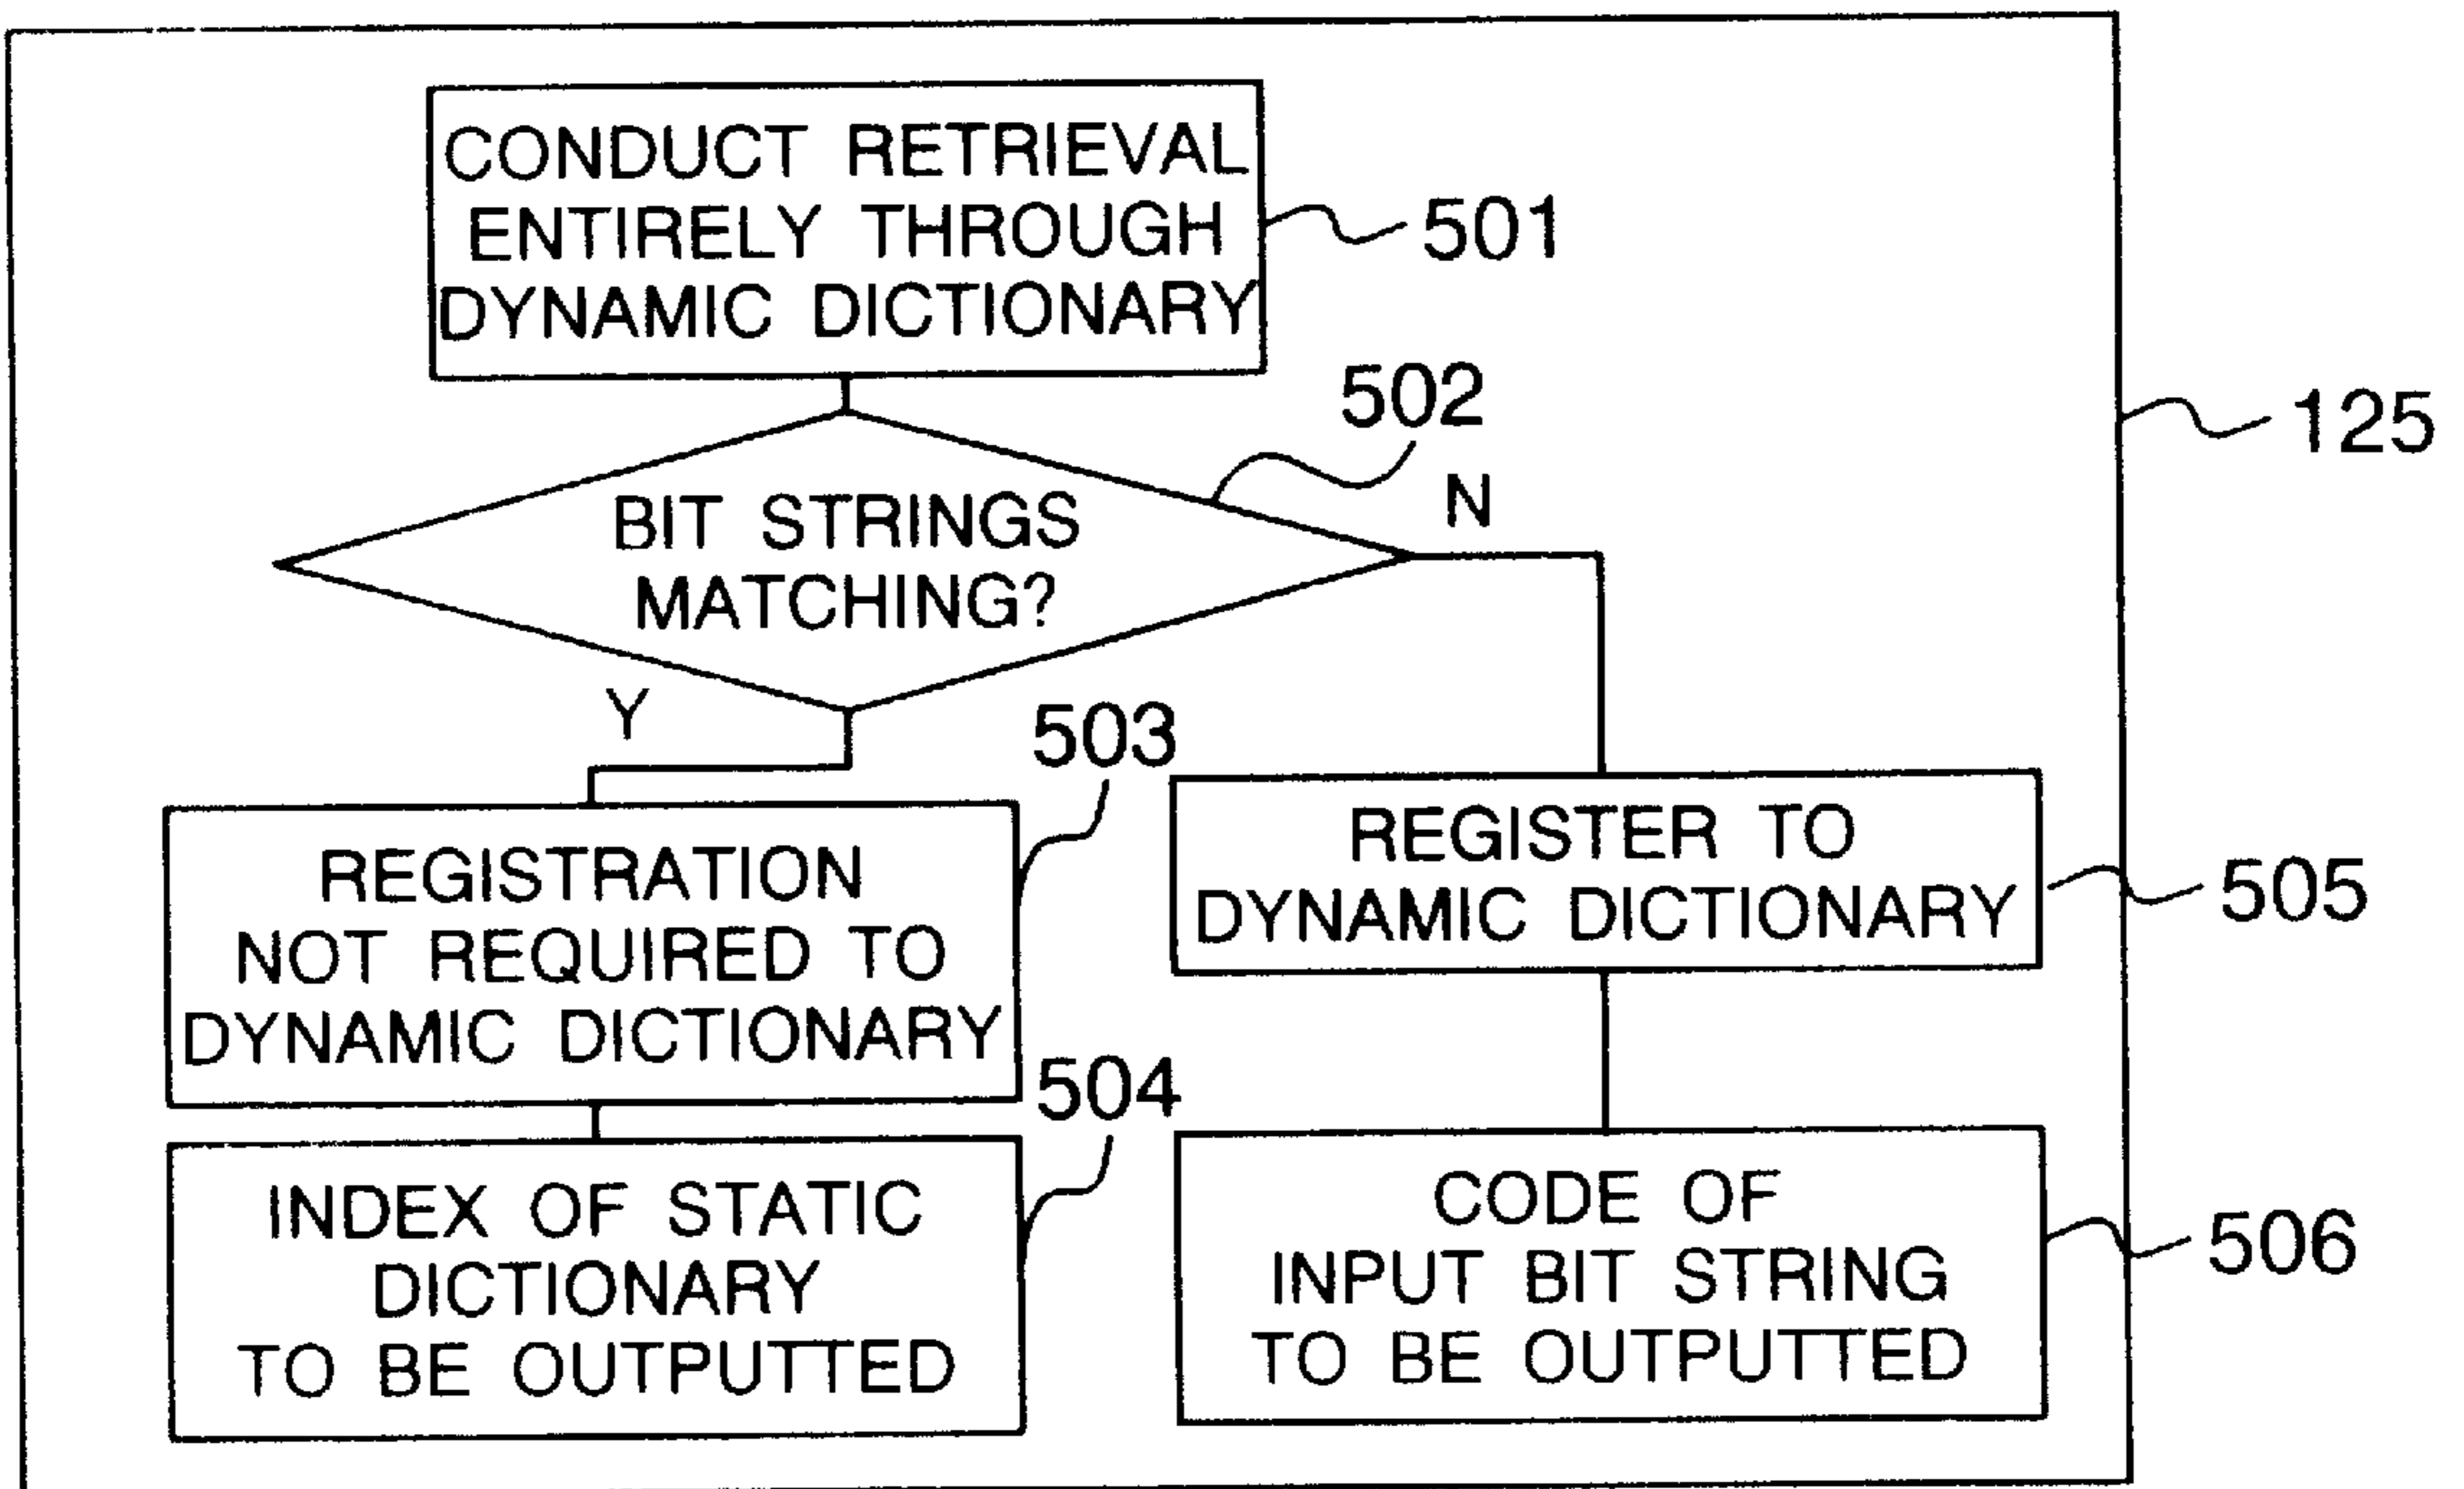 CONDUCT RETRIEVAL
ENTIRELY THROUGH
DYNAMIC DICTIONARY
501
502
125
BIT STRINGS
MATCHING?
N
Y
503
REGISTRATION
NOT REQUIRED TO
DYNAMIC DICTIONARY
REGISTER TO
DYNAMIC DICTIONARY
505
504
INDEX OF STATIC
DICTIONARY
TO BE OUTPUTTED
CODE OF
INPUT BIT STRING
TO BE OUTPUTTED
506